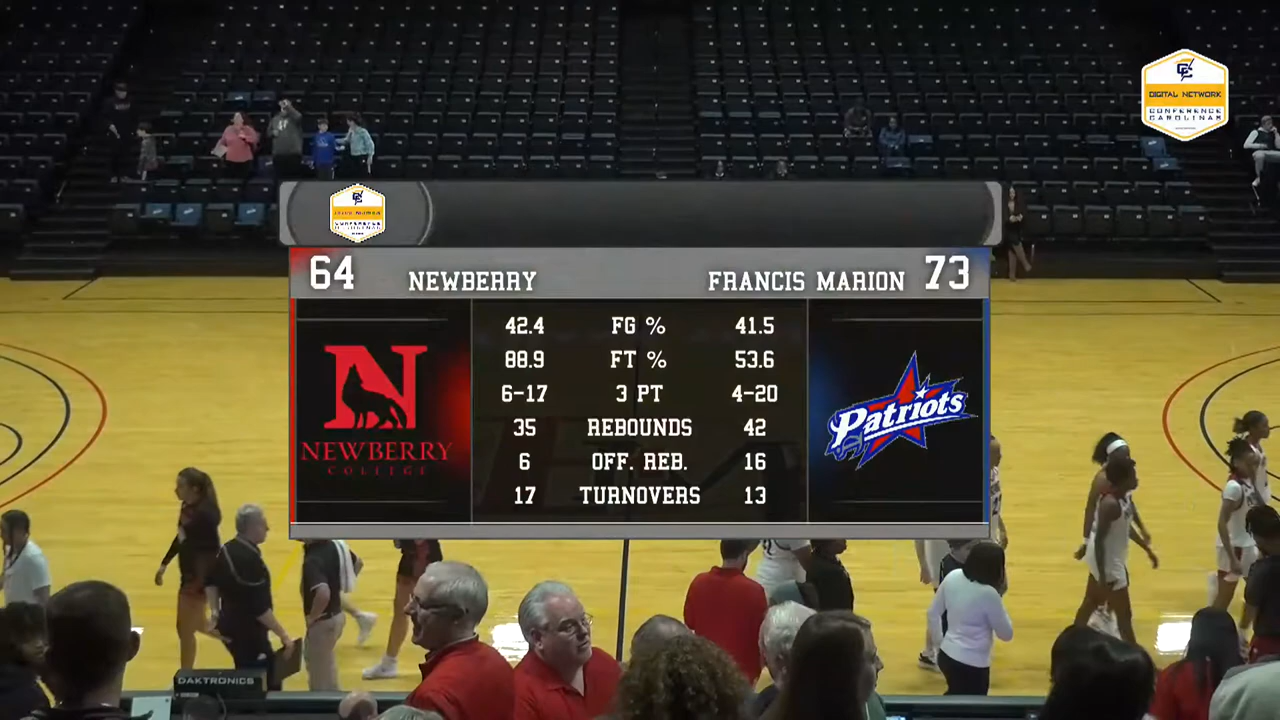 DIGITAL NETWORK
CONFERENCE
CAROLINAS
64 NEWBERRY FRANCIS MARION 73
42.4 FG % 41.5
88.9 FT % 53.6
6-17 3 PT 4-20
35 REBOUNDS 42
6 OFF. REB. 16
17 TURNOVERS 13
N
NEWBERRY
COLLEGE
Patriots
DAKTRONICS